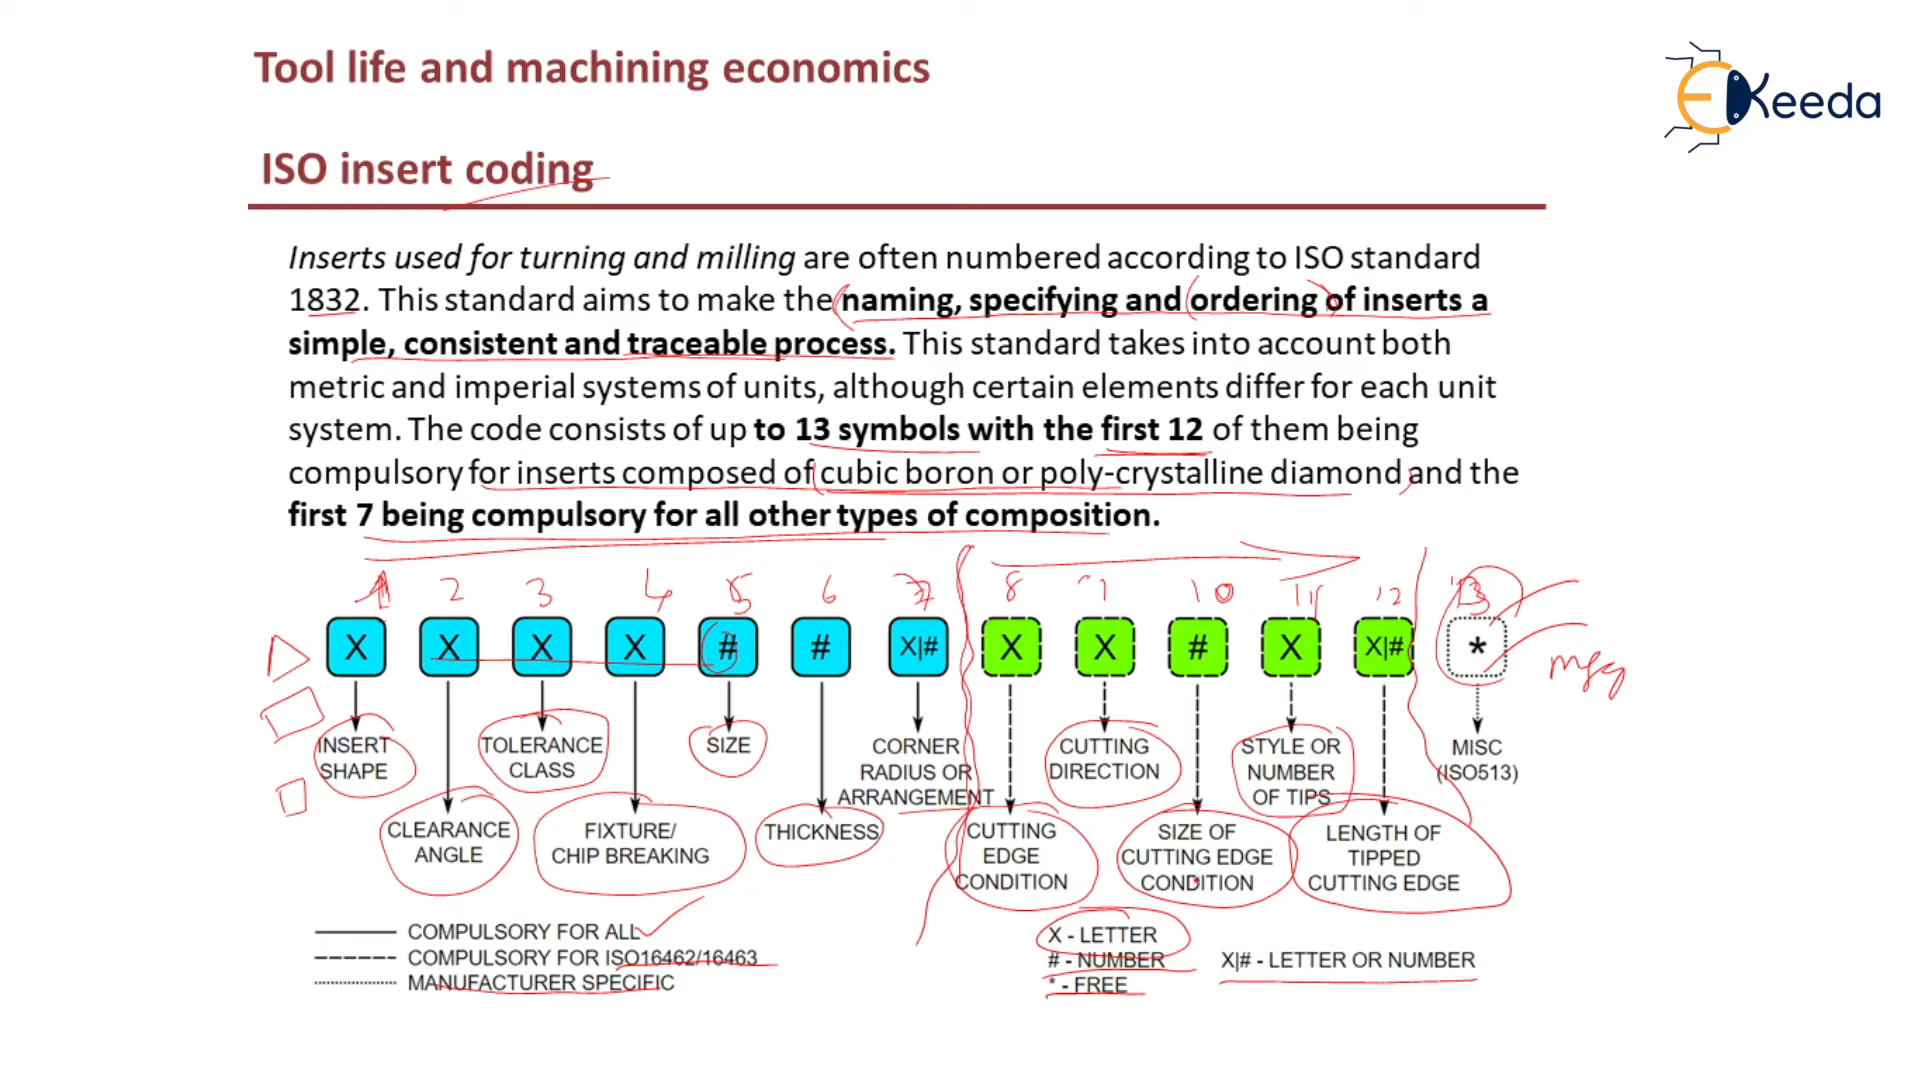 Tool life and machining economics
EKeeda
ISO insert coding
Inserts used for turning and milling are often numbered according to ISO standard
1832. This standard aims to make the naming, specifying and ordering of inserts a
simple, consistent and traceable process. This standard takes into account both
metric and imperial systems of units, although certain elements differ for each unit
system. The code consists of up to 13 symbols with the first 12 of them being
compulsory for inserts composed of cubic boron or poly-crystalline diamond and the
first 7 being compulsory for all other types of composition.
1 2 3 4 5 6 7 8 9 10 11 12 13
X X X X # # X|# X X # X X|# *
mfg
INSERT
SHAPE
TOLERANCE
CLASS
SIZE
CORNER
RADIUS OR
ARRANGEMENT
CUTTING
DIRECTION
STYLE OR
NUMBER
OF TIPS
MISC
(ISO513)
CLEARANCE
ANGLE
FIXTURE/
CHIP BREAKING
THICKNESS
CUTTING
EDGE
CONDITION
SIZE OF
CUTTING EDGE
CONDITION
LENGTH OF
TIPPED
CUTTING EDGE
COMPULSORY FOR ALL
COMPULSORY FOR ISO16462/16463
MANUFACTURER SPECIFIC
X - LETTER
# - NUMBER
* - FREE
X|# - LETTER OR NUMBER